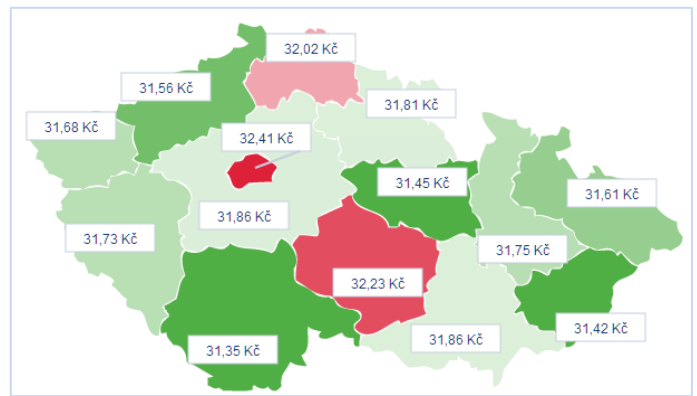 32,02 Kč
31,56 Kč
31,81 Kč
31,68 Kč
32,41 Kč
31,45 Kč
31,61 Kč
31,86 Kč
31,73 Kč
31,75 Kč
32,23 Kč
31,42 Kč
31,86 Kč
31,35 Kč